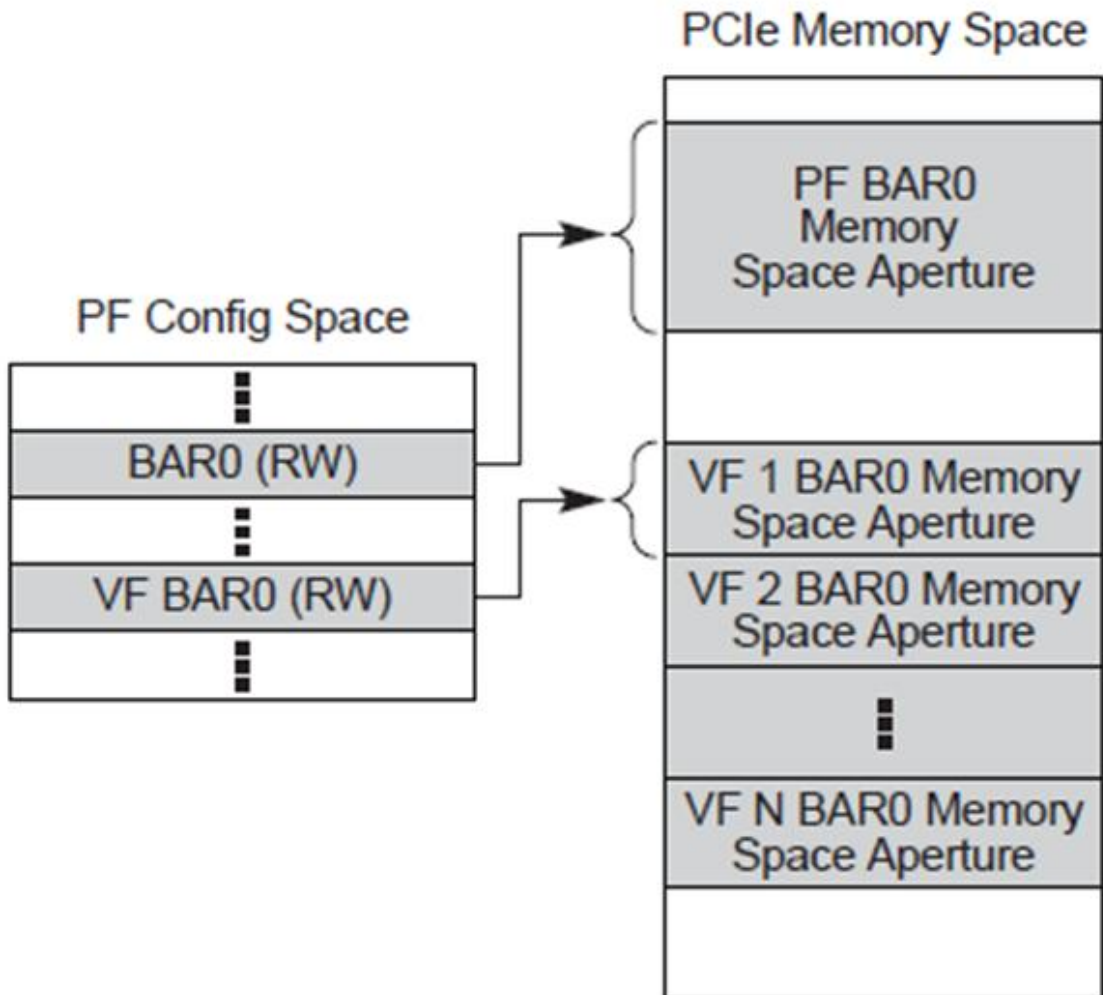 PCIe Memory Space
PF BAR0
Memory
Space Aperture
PF Config Space
BAR0 (RW)
VF BAR0 (RW)
VF 1 BAR0 Memory
Space Aperture
VF 2 BAR0 Memory
Space Aperture
VF N BAR0 Memory
Space Aperture